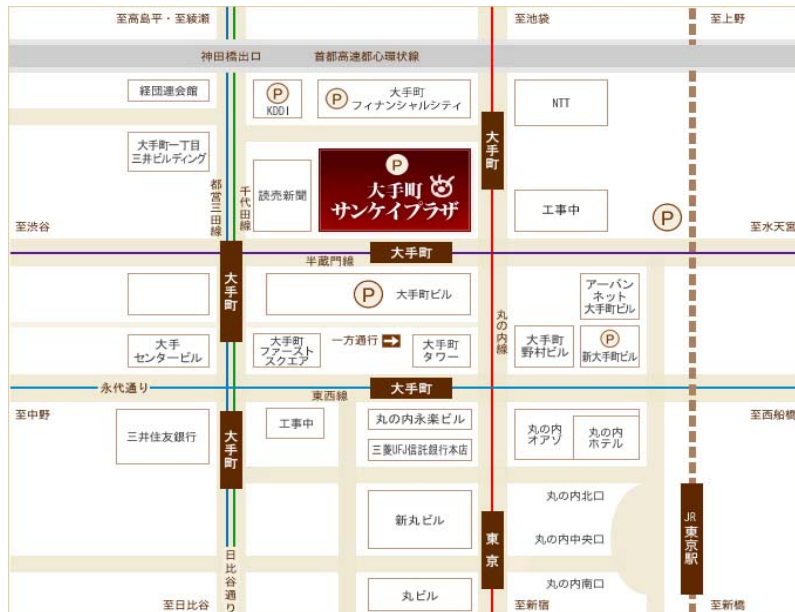 至高島平・至綾瀬
至池袋
至上野
神田橋出口
首都高速都心環状線
経団連会館
P
KDDI
P
大手町
フィナンシャルシティ
大手町
NTT
大手町一丁目
三井ビルディング
都営三田線
千代田線
読売新聞
P
大手町
サンケイプラザ
工事中
P
至渋谷
至水天宮
大手町
半蔵門線
大手町
P
大手町ビル
丸の内線
アーバン
ネット
大手町ビル
大手
センタービル
大手町
ファースト
スクエア
一方通行
大手町
タワー
大手町
野村ビル
P
新大手町ビル
永代通り
東西線
大手町
至中野
至西船橋
三井住友銀行
大手町
工事中
丸の内永楽ビル
三菱UFJ信託銀行本店
丸の内
オアゾ
丸の内
ホテル
新丸ビル
東京
丸の内北口
丸の内中央口
丸の内南口
JR東京駅
日比谷通り
丸ビル
至日比谷
至新宿
至新橋